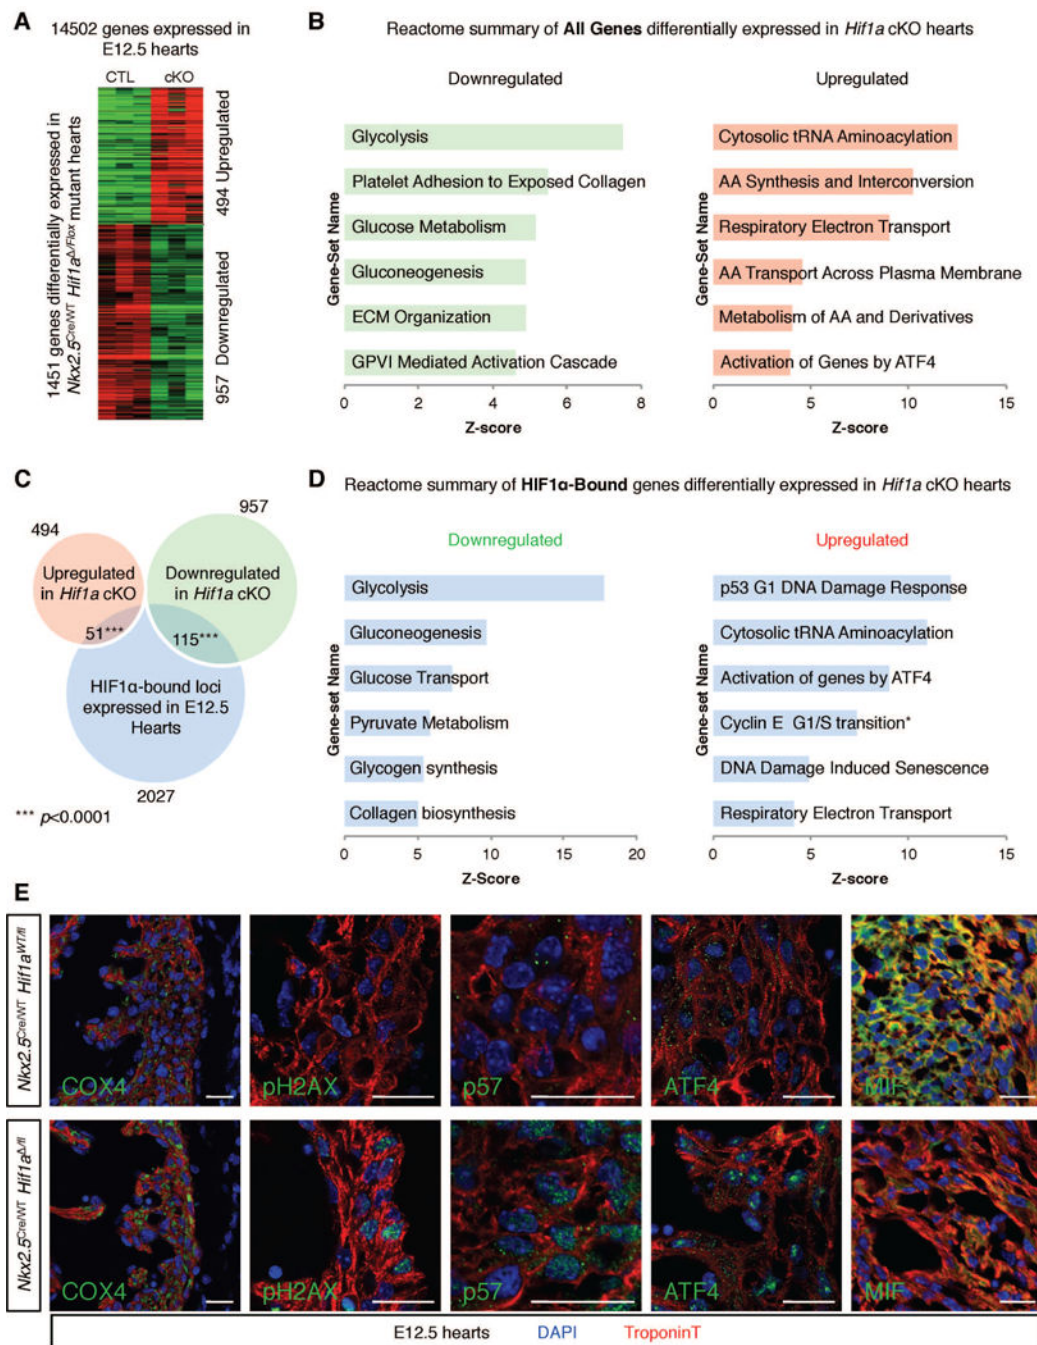 A
14502 genes expressed in
E12.5 hearts
CTL cKO
1451 genes differentially expressed in
Nkx2.5Cre/WT Hif1aΔ/Flox mutant hearts
494 Upregulated
957 Downregulated
B
Reactome summary of All Genes differentially expressed in Hif1a cKO hearts
Downregulated
Gene-Set Name
Glycolysis
Platelet Adhesion to Exposed Collagen
Glucose Metabolism
Gluconeogenesis
ECM Organization
GPVI Mediated Activation Cascade
0 2 4 6 8
Z-score
Upregulated
Gene-Set Name
Cytosolic tRNA Aminoacylation
AA Synthesis and Interconversion
Respiratory Electron Transport
AA Transport Across Plasma Membrane
Metabolism of AA and Derivatives
Activation of Genes by ATF4
0 5 10 15
Z-score
C
494
957
Upregulated
in Hif1a cKO
Downregulated
in Hif1a cKO
51***
115***
HIF1α-bound loci
expressed in E12.5
Hearts
2027
*** p<0.0001
D
Reactome summary of HIF1α-Bound genes differentially expressed in Hif1a cKO hearts
Downregulated
Gene-set Name
Glycolysis
Gluconeogenesis
Glucose Transport
Pyruvate Metabolism
Glycogen synthesis
Collagen biosynthesis
0 5 10 15 20
Z-Score
Upregulated
Gene-set Name
p53 G1 DNA Damage Response
Cytosolic tRNA Aminoacylation
Activation of genes by ATF4
Cyclin E G1/S transition*
DNA Damage Induced Senescence
Respiratory Electron Transport
0 5 10 15
Z-score
E
Nkx2.5Cre/WT Hif1aWT/fl
COX4
pH2AX
p57
ATF4
MIF
Nkx2.5Cre/WT Hif1aΔ/fl
COX4
pH2AX
p57
ATF4
MIF
E12.5 hearts DAPI TroponinT